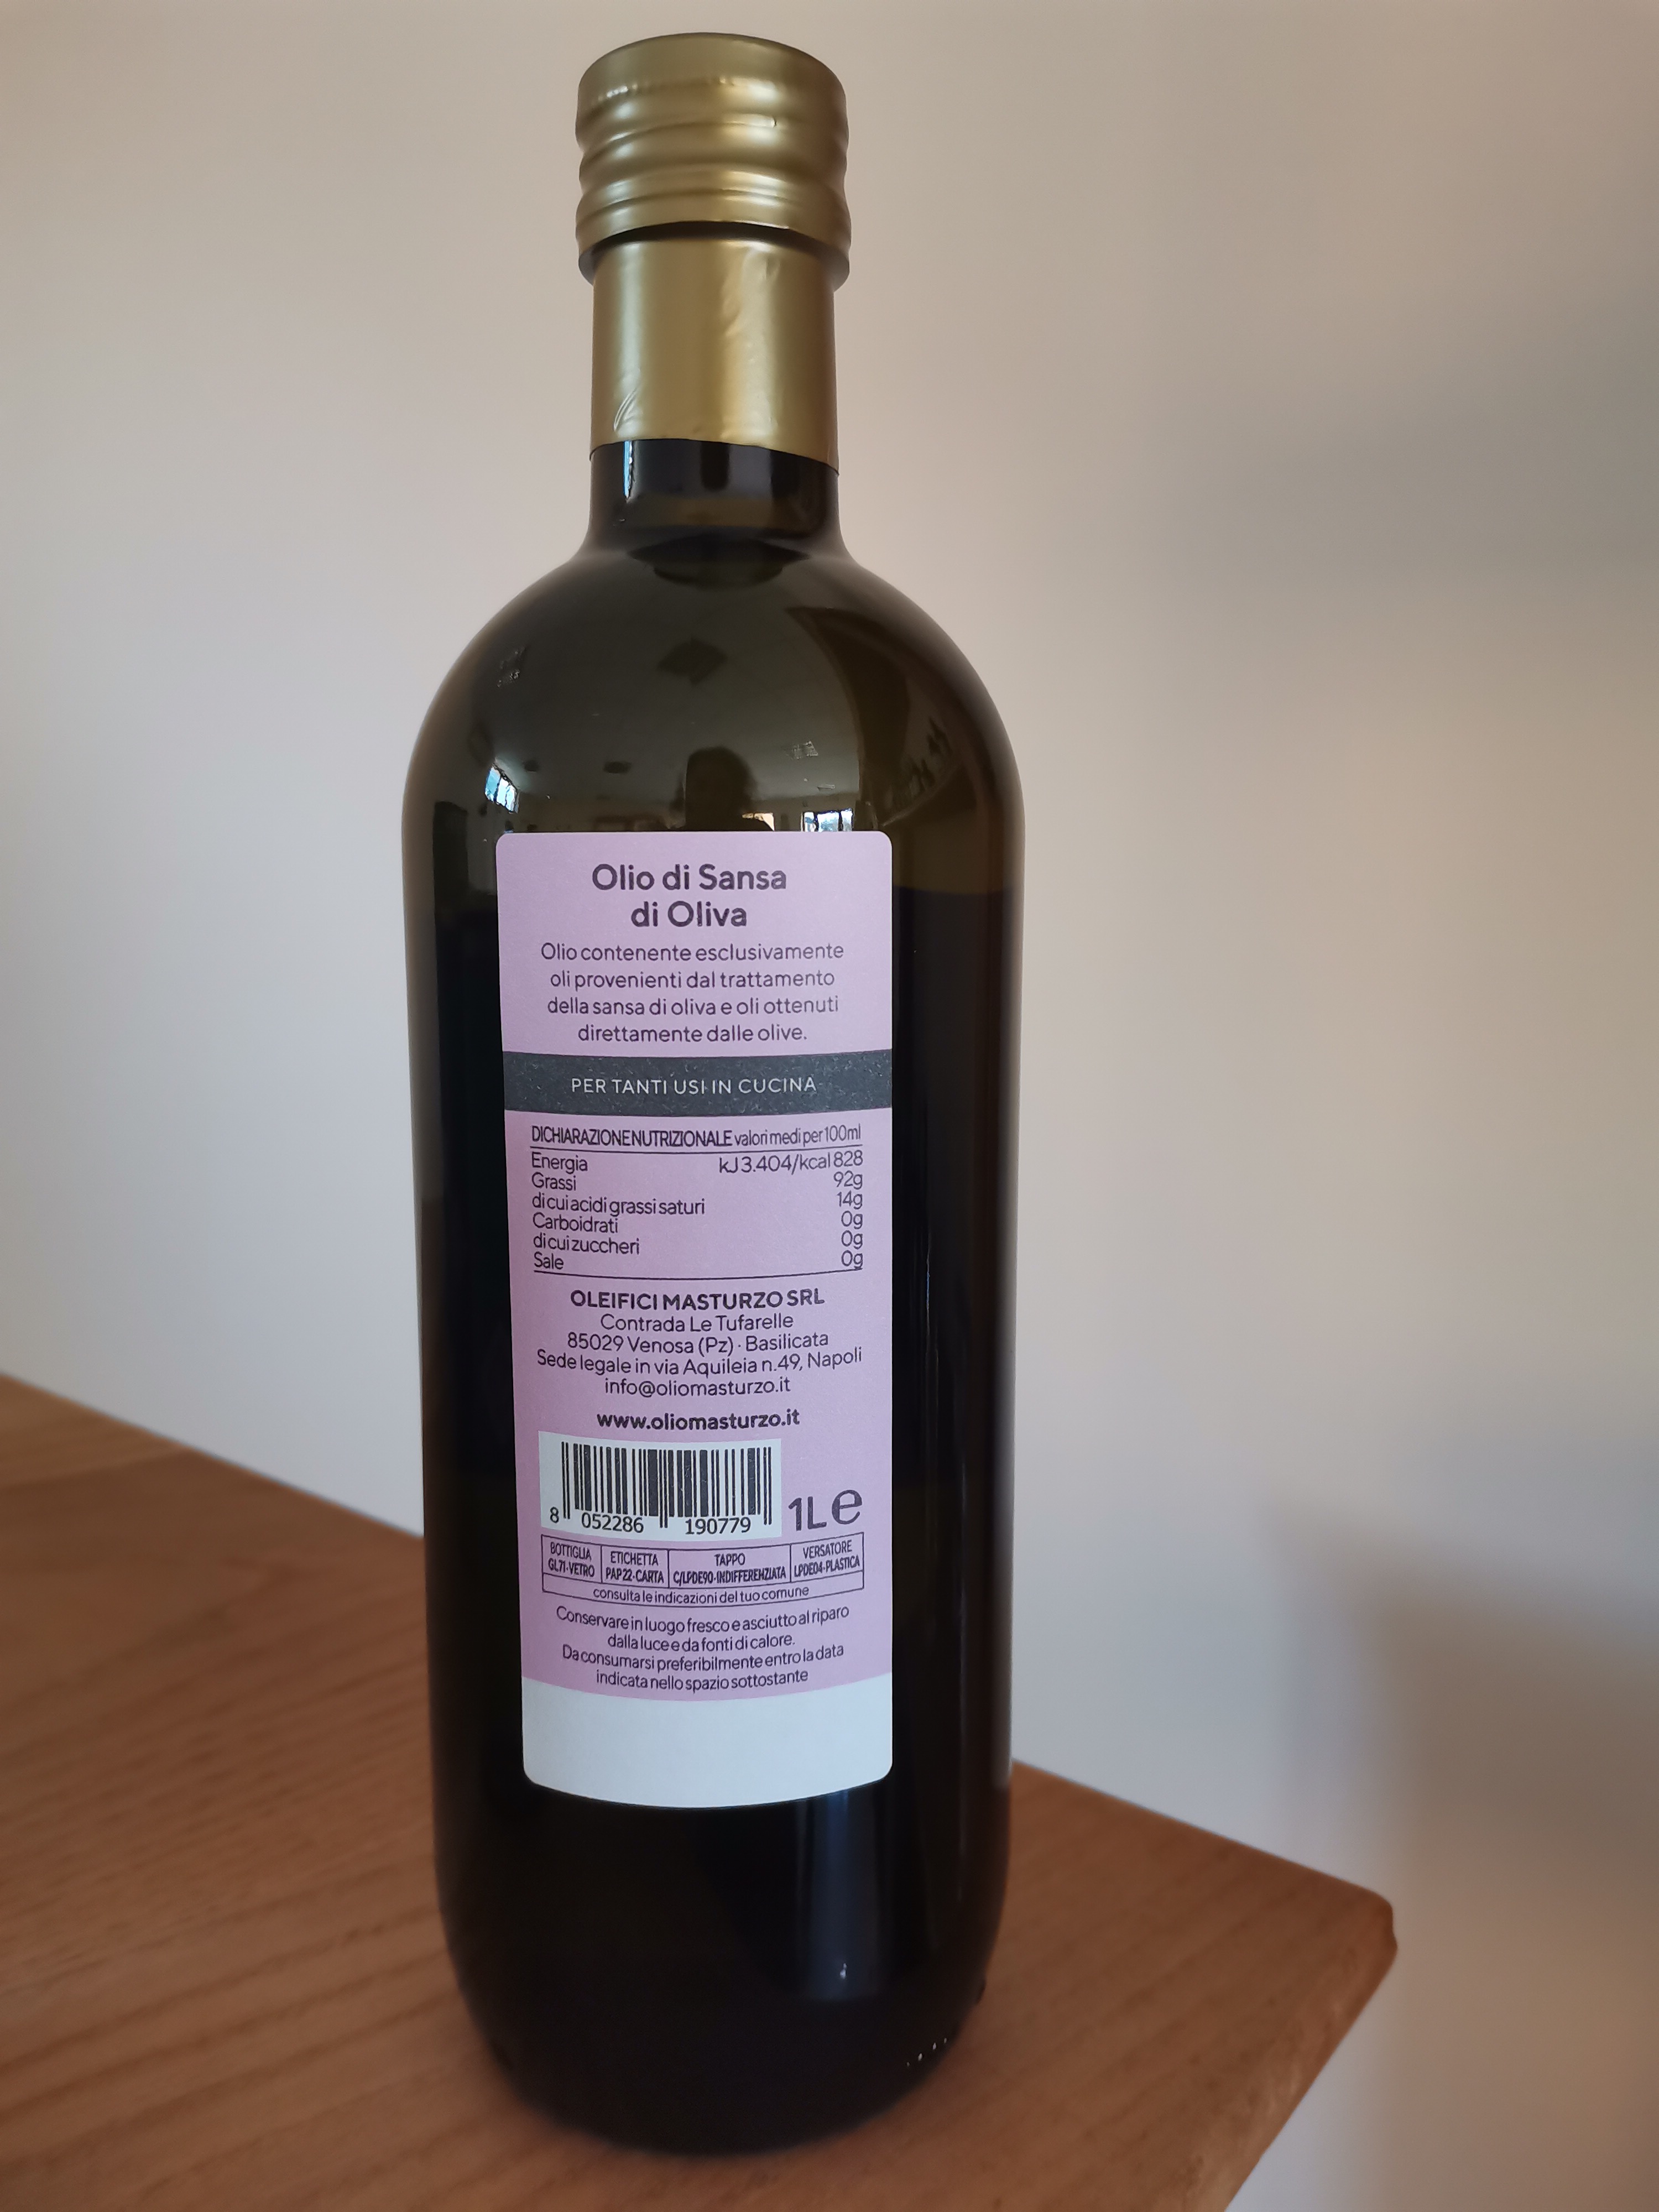 Olio di Sansa
di Oliva
Olio contenente esclusivamente
oli provenienti dal trattamento
della sansa di oliva e oli ottenuti
direttamente dalle olive.
PER TANTI USI IN CUCINA
DICHIARAZIONE NUTRIZIONALE valori medi per 100ml
Energia kJ 3.404/kcal 828
Grassi 92g
di cui acidi grassi saturi 14g
Carboidrati 0g
di cui zuccheri 0g
Sale 0g
OLEIFICI MASTURZO SRL
Contrada Le Tufarelle
85029 Venosa (Pz) · Basilicata
Sede legale in via Aquileia n.49, Napoli
info@oliomasturzo.it
www.oliomasturzo.it
8 052286 190779 1L e
BOTTIGLIA ETICHETTA TAPPO VERSATORE
GL71-VETRO PAP22-CARTA C/LPDE90-INDIFFERENZIATA LPDE04-PLASTICA
consulta le indicazioni del tuo comune
Conservare in luogo fresco e asciutto al riparo
dalla luce e da fonti di calore.
Da consumarsi preferibilmente entro la data
indicata nello spazio sottostante